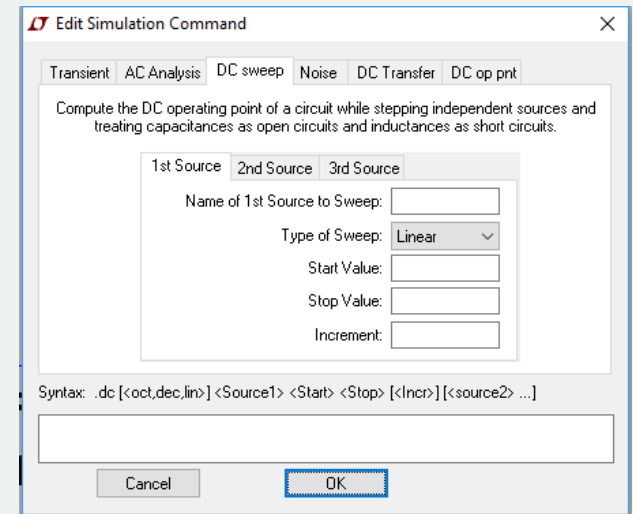 Edit Simulation Command
Transient AC Analysis DC sweep Noise DC Transfer DC op pnt
Compute the DC operating point of a circuit while stepping independent sources and
treating capacitances as open circuits and inductances as short circuits.
1st Source 2nd Source 3rd Source
Name of 1st Source to Sweep:
Type of Sweep: Linear
Start Value:
Stop Value:
Increment:
Syntax: .dc [<oct,dec,lin>] <Source1> <Start> <Stop> [<Incr>] [<source2> ...]
Cancel OK